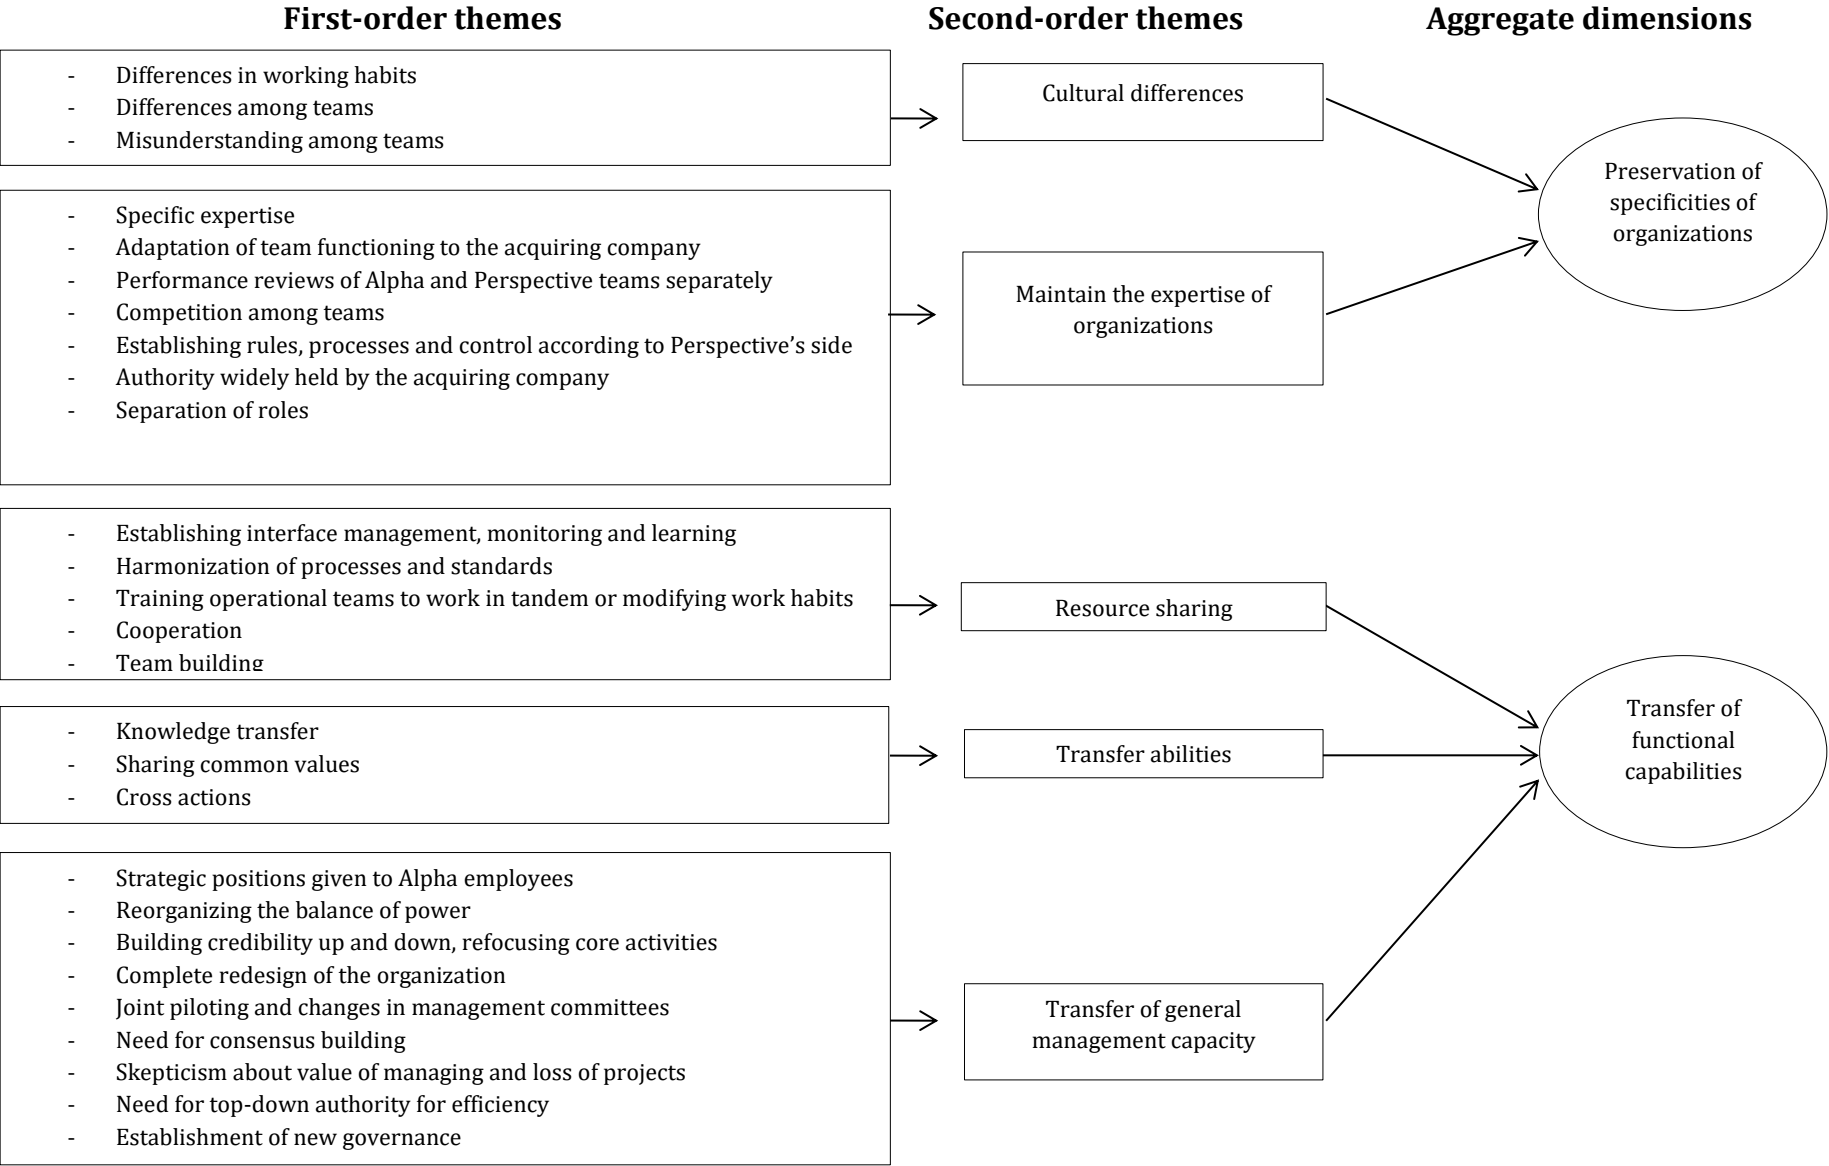 First-order themes
Second-order themes
Aggregate dimensions
- Differences in working habits
- Differences among teams
- Misunderstanding among teams
Cultural differences
Preservation of
specificities of
organizations
- Specific expertise
- Adaptation of team functioning to the acquiring company
- Performance reviews of Alpha and Perspective teams separately
- Competition among teams
- Establishing rules, processes and control according to Perspective’s side
- Authority widely held by the acquiring company
- Separation of roles
Maintain the expertise of
organizations
- Establishing interface management, monitoring and learning
- Harmonization of processes and standards
- Training operational teams to work in tandem or modifying work habits
- Cooperation
- Team building
Resource sharing
Transfer of
functional
capabilities
- Knowledge transfer
- Sharing common values
- Cross actions
Transfer abilities
- Strategic positions given to Alpha employees
- Reorganizing the balance of power
- Building credibility up and down, refocusing core activities
- Complete redesign of the organization
- Joint piloting and changes in management committees
- Need for consensus building
- Skepticism about value of managing and loss of projects
- Need for top-down authority for efficiency
- Establishment of new governance
Transfer of general
management capacity